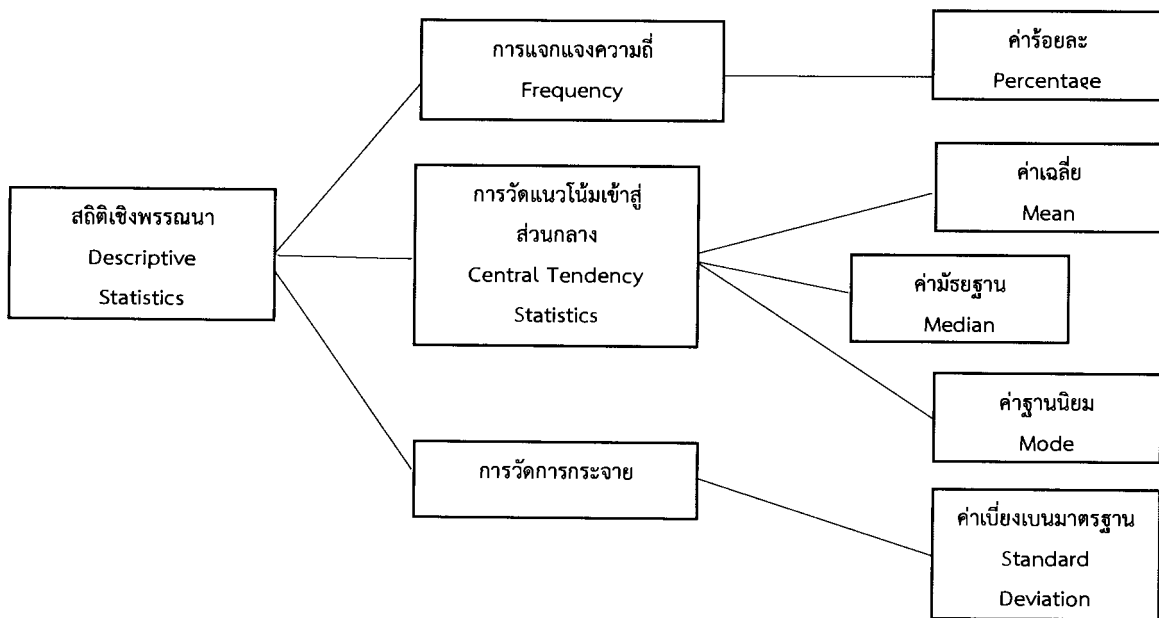 สถิติเชิงพรรณนา
Descriptive
Statistics
การแจกแจงความถี่
Frequency
ค่าร้อยละ
Percentage
การวัดแนวโน้มเข้าสู่
ส่วนกลาง
Central Tendency
Statistics
ค่าเฉลี่ย
Mean
ค่ามัธยฐาน
Median
ค่าฐานนิยม
Mode
การวัดการกระจาย
ค่าเบี่ยงเบนมาตรฐาน
Standard
Deviation